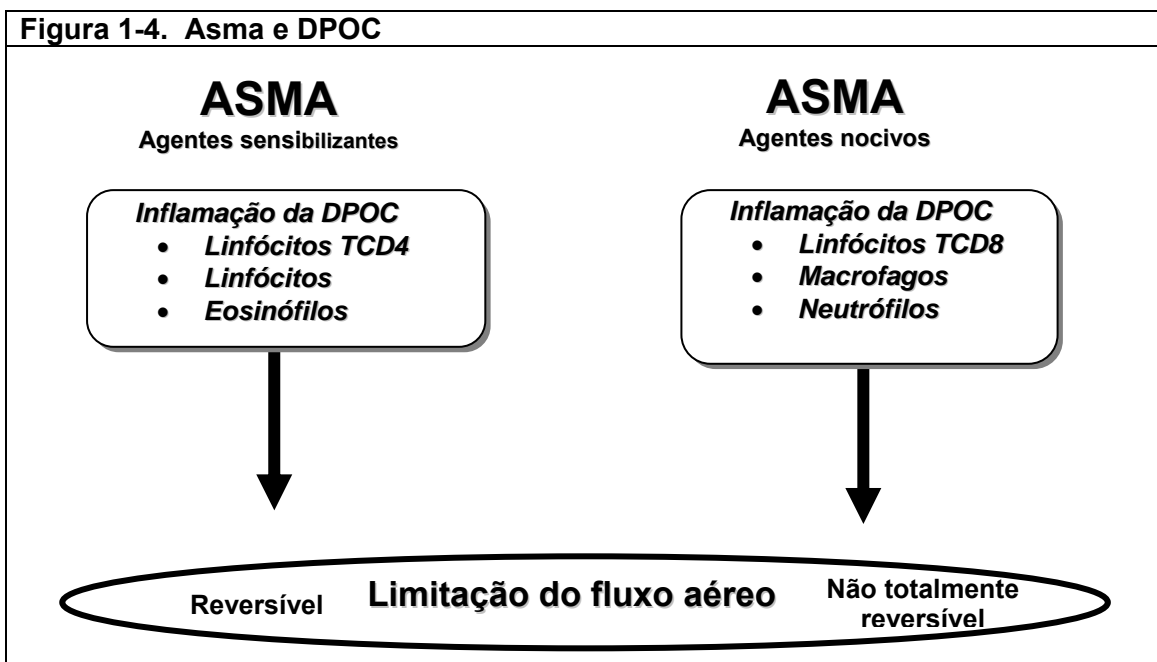 Figura 1-4. Asma e DPOC
ASMA
Agentes sensibilizantes
Inflamação da DPOC
• Linfócitos TCD4
• Linfócitos
• Eosinófilos
ASMA
Agentes nocivos
Inflamação da DPOC
• Linfócitos TCD8
• Macrofagos
• Neutrófilos
Reversível
Limitação do fluxo aéreo
Não totalmente
reversível